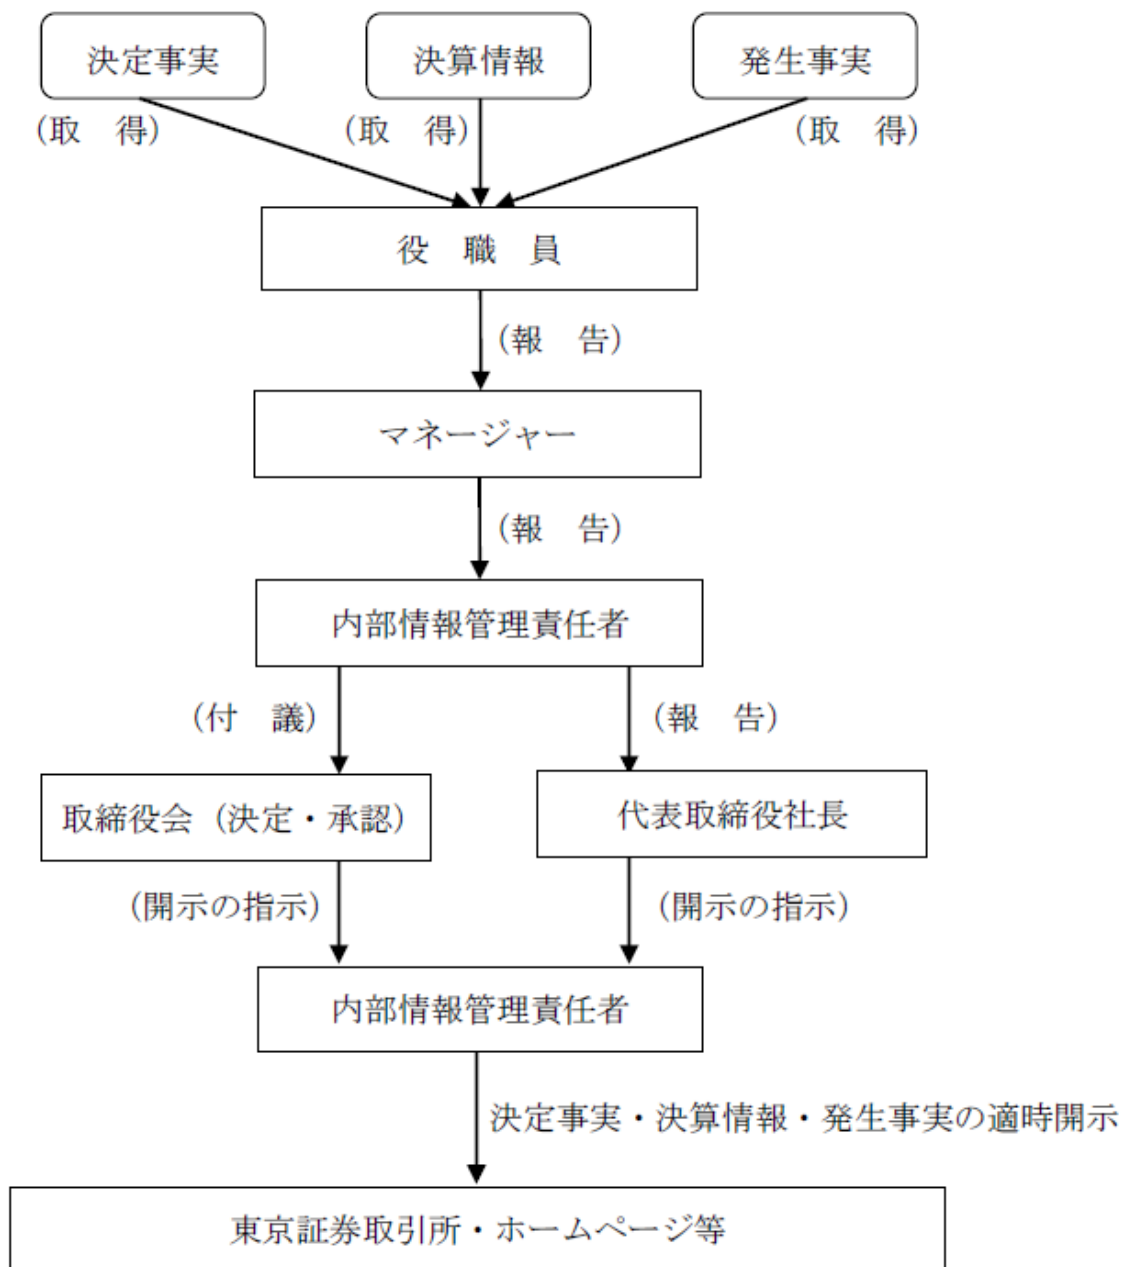 決定事実
決算情報
発生事実
（取　得）
（取　得）
（取　得）
役　職　員
（報　告）
マネージャー
（報　告）
内部情報管理責任者
（付　議）
（報　告）
取締役会（決定・承認）
代表取締役社長
（開示の指示）
（開示の指示）
内部情報管理責任者
決定事実・決算情報・発生事実の適時開示
東京証券取引所・ホームページ等